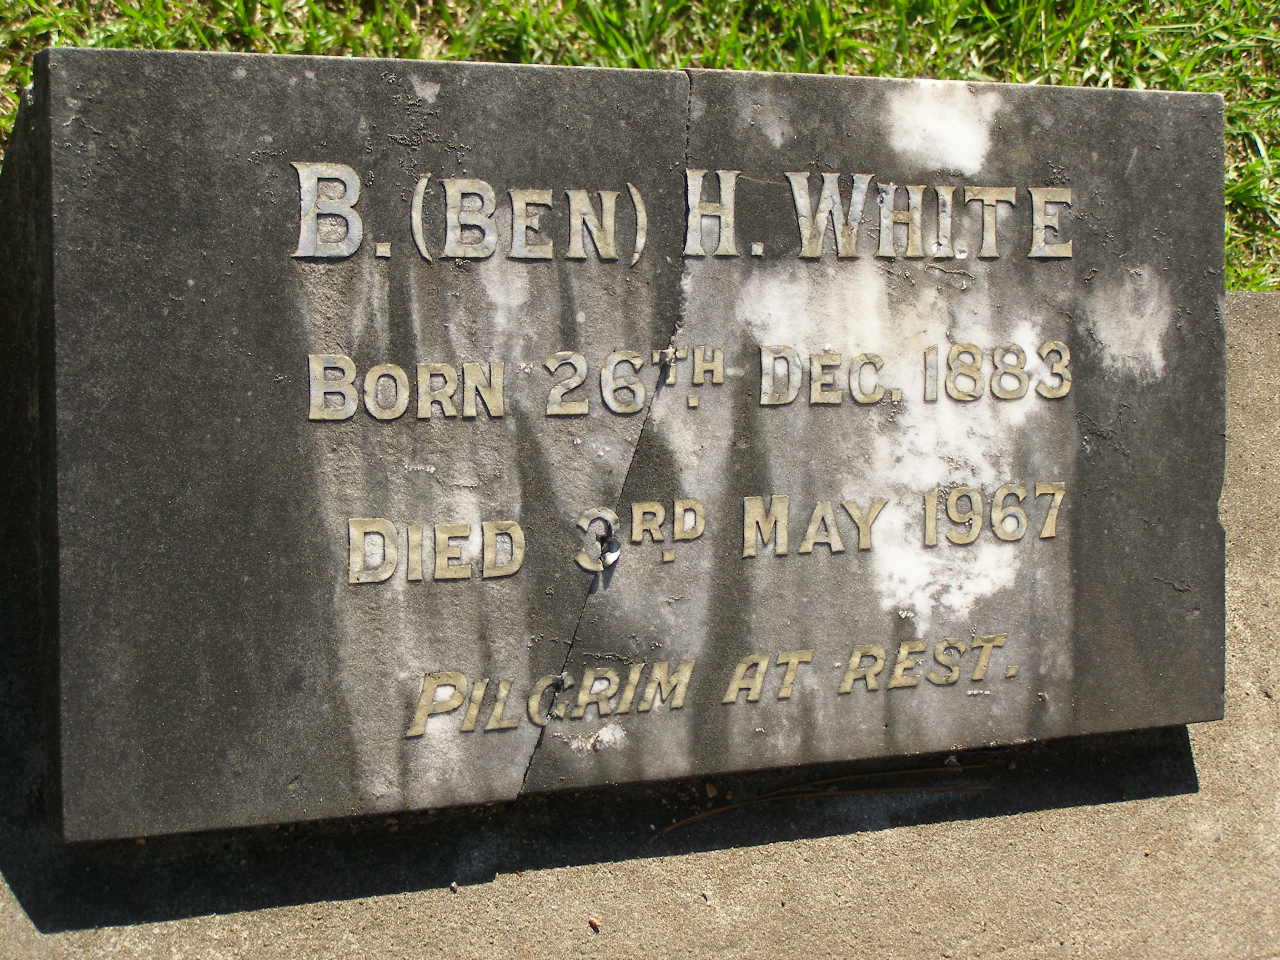 B. (BEN) H. WHITE
BORN 26TH DEC. 1883
DIED 3RD MAY 1967
PILGRIM AT REST.